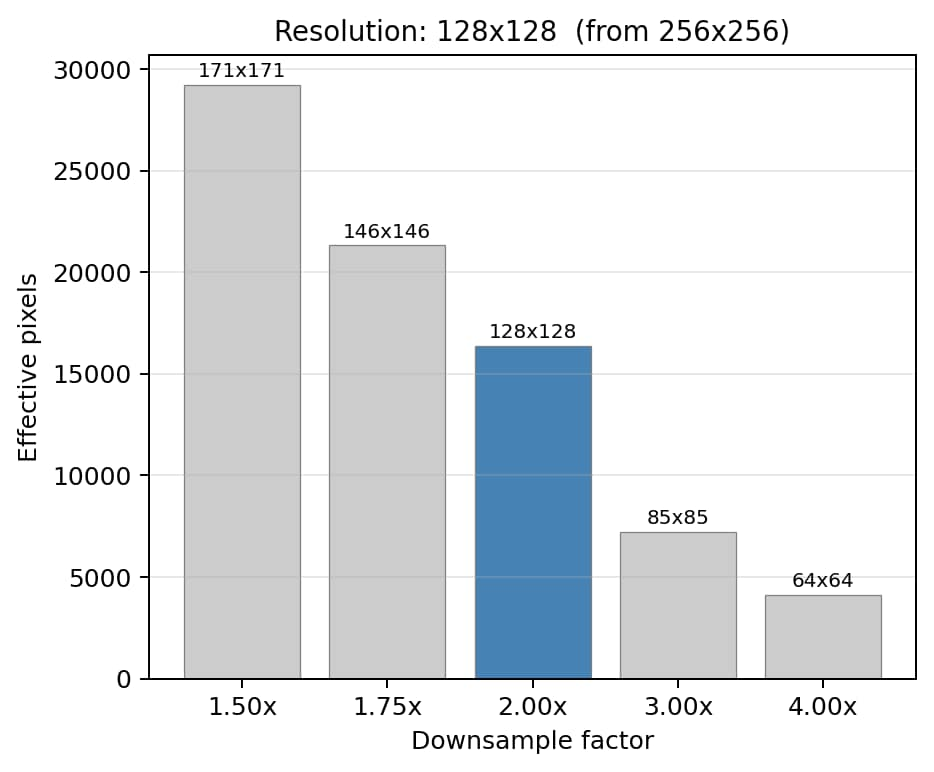 Resolution: 128x128  (from 256x256)
30000
25000
20000
15000
10000
5000
0
Effective pixels
171x171
146x146
128x128
85x85
64x64
1.50x
1.75x
2.00x
3.00x
4.00x
Downsample factor